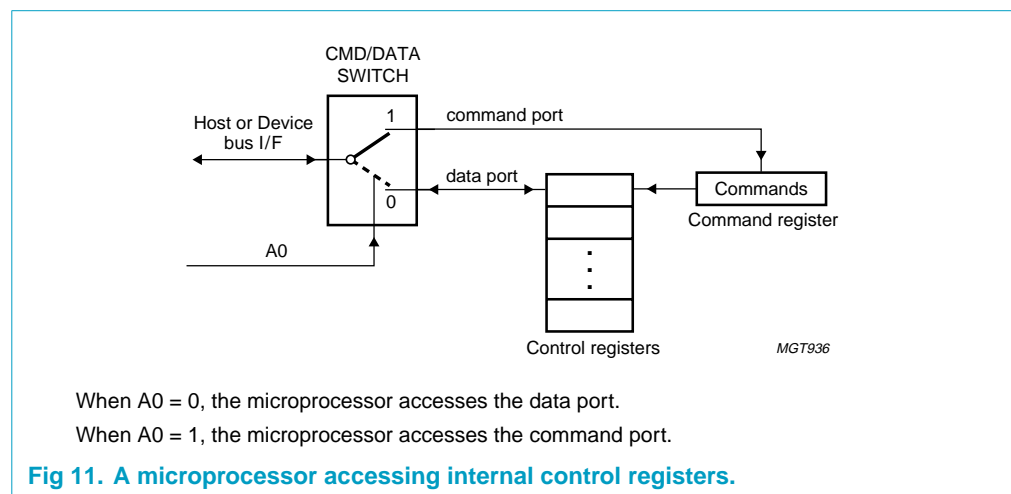 CMD/DATA
SWITCH
Host or Device
bus I/F
1
command port
data port
0
A0
Commands
Command register
Control registers
MGT936
When A0 = 0, the microprocessor accesses the data port.
When A0 = 1, the microprocessor accesses the command port.
Fig 11. A microprocessor accessing internal control registers.